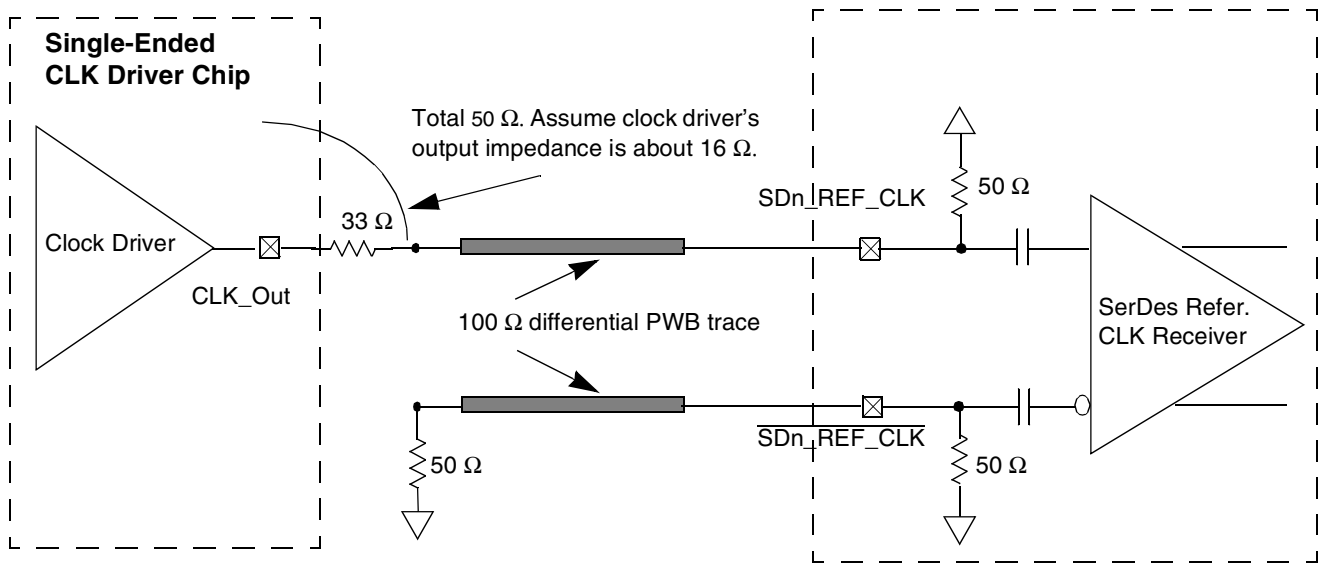 Single-Ended
CLK Driver Chip
Total 50 Ω. Assume clock driver's
output impedance is about 16 Ω.
SDn_REF_CLK
50 Ω
33 Ω
Clock Driver
CLK_Out
100 Ω differential PWB trace
SerDes Refer.
CLK Receiver
SDn_REF_CLK
50 Ω
50 Ω